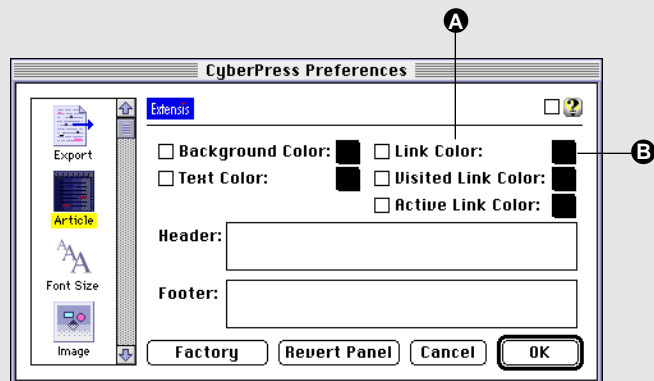 A
CyberPress Preferences
Export
Article
Font Size
Image
Extensis
?
Background Color:
Link Color:
B
Text Color:
Visited Link Color:
Active Link Color:
Header:
Footer:
Factory
Revert Panel
Cancel
OK